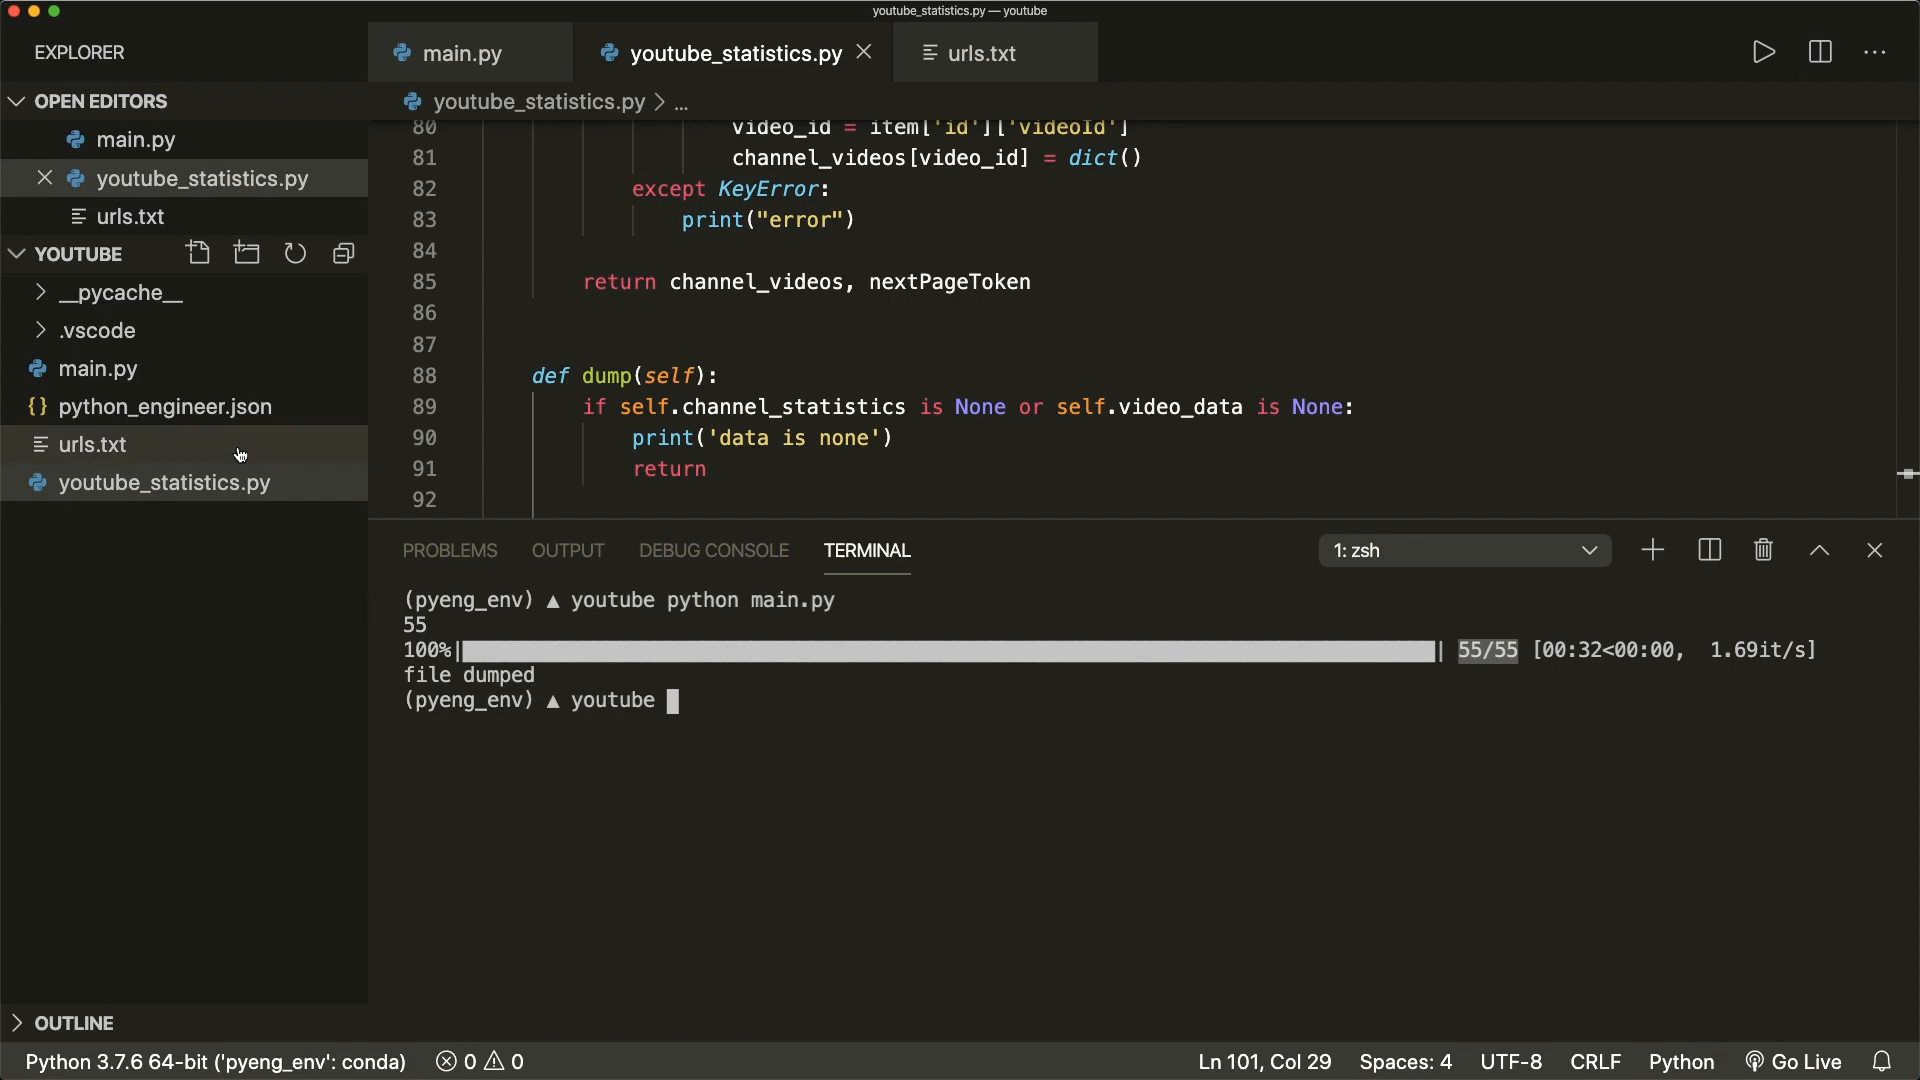 youtube_statistics.py — youtube
EXPLORER
main.py
youtube_statistics.py
urls.txt
OPEN EDITORS
main.py
youtube_statistics.py
urls.txt
YOUTUBE
__pycache__
.vscode
main.py
{} python_engineer.json
urls.txt
youtube_statistics.py
OUTLINE
youtube_statistics.py > ...
80 video_id = item['id']['videoId']
81 channel_videos[video_id] = dict()
82 except KeyError:
83 print("error")
84
85 return channel_videos, nextPageToken
86
87
88 def dump(self):
89 if self.channel_statistics is None or self.video_data is None:
90 print('data is none')
91 return
92
PROBLEMS OUTPUT DEBUG CONSOLE TERMINAL
1: zsh
(pyeng_env) ▲ youtube python main.py
55
100%| | 55/55 [00:32<00:00, 1.69it/s]
file dumped
(pyeng_env) ▲ youtube
Python 3.7.6 64-bit ('pyeng_env': conda) 0 0 Ln 101, Col 29 Spaces: 4 UTF-8 CRLF Python Go Live